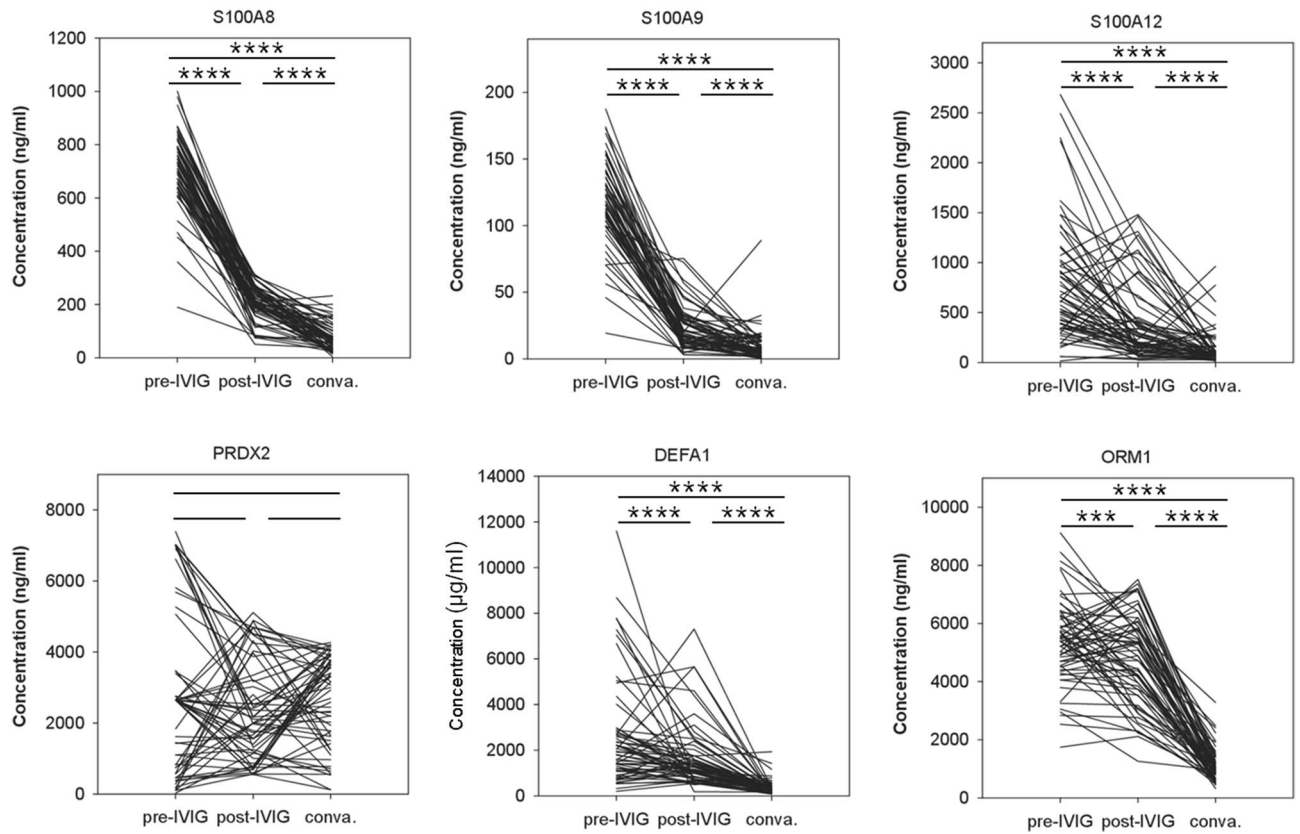 S100A8
1200
1000
800
600
400
200
0
Concentration (ng/ml)
****
**** ****
pre-IVIG post-IVIG conva.
S100A9
200
150
100
50
0
Concentration (ng/ml)
****
**** ****
pre-IVIG post-IVIG conva.
S100A12
3000
2500
2000
1500
1000
500
0
Concentration (ng/ml)
****
**** ****
pre-IVIG post-IVIG conva.
PRDX2
8000
6000
4000
2000
0
Concentration (ng/ml)
pre-IVIG post-IVIG conva.
DEFA1
14000
12000
10000
8000
6000
4000
2000
0
Concentration (µg/ml)
****
**** ****
pre-IVIG post-IVIG conva.
ORM1
10000
8000
6000
4000
2000
0
Concentration (ng/ml)
****
*** ****
pre-IVIG post-IVIG conva.